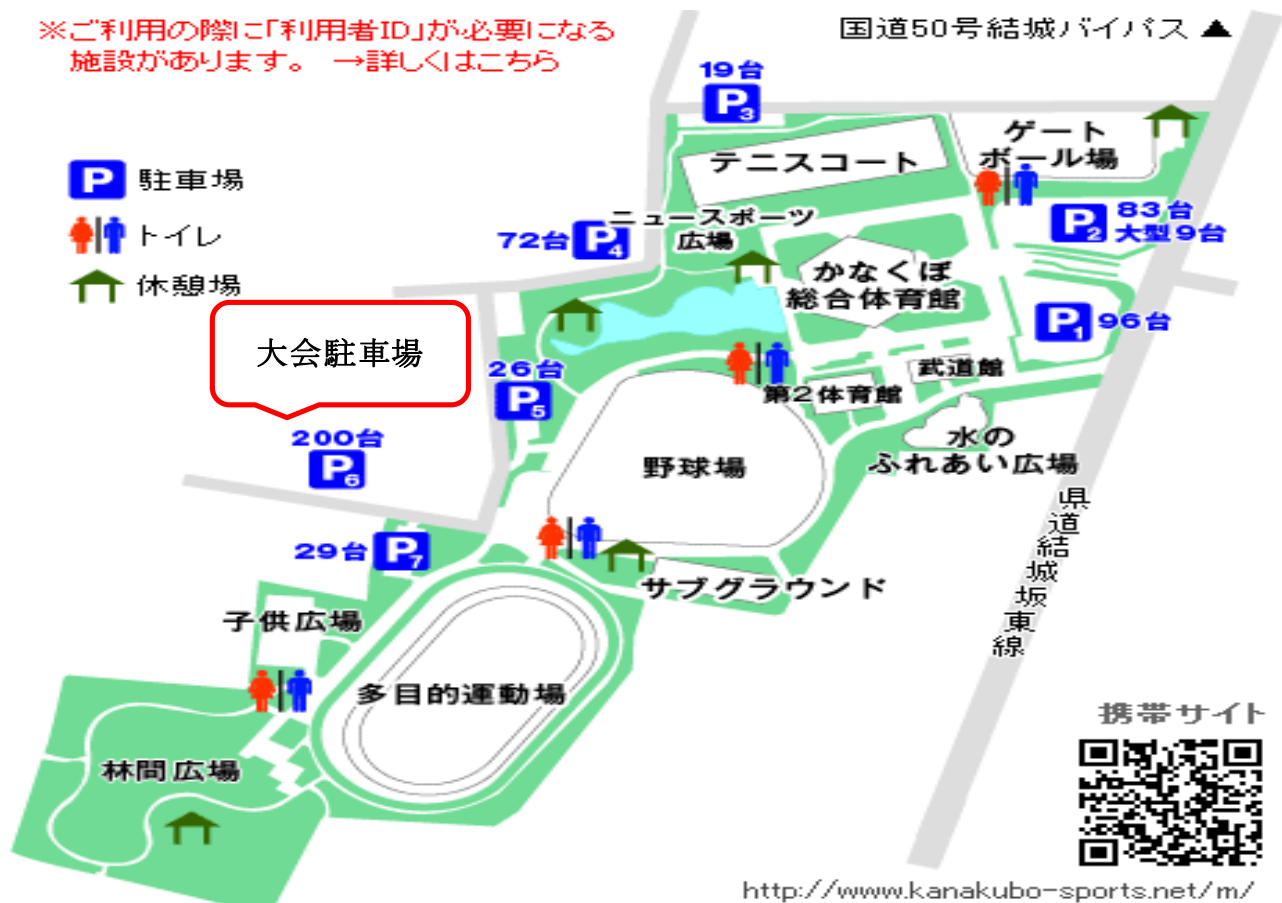 ※ご利用の際に「利用者ID」が必要になる
施設があります。 →詳しくはこちら
国道50号結城バイパス ▲
19台
P3
ゲート
ボール場
テニスコート
P 駐車場
トイレ
休憩場
ニュースポーツ
広場
72台 P4
P2 83台
大型9台
かなくぼ
総合体育館
P1 96台
大会駐車場
26台
P5
武道館
第2体育館
水の
ふれあい広場
200台
P6
野球場
県道結城坂東線
29台 P7
サブグラウンド
子供広場
多目的運動場
林間広場
携帯サイト
http://www.kanakubo-sports.net/m/